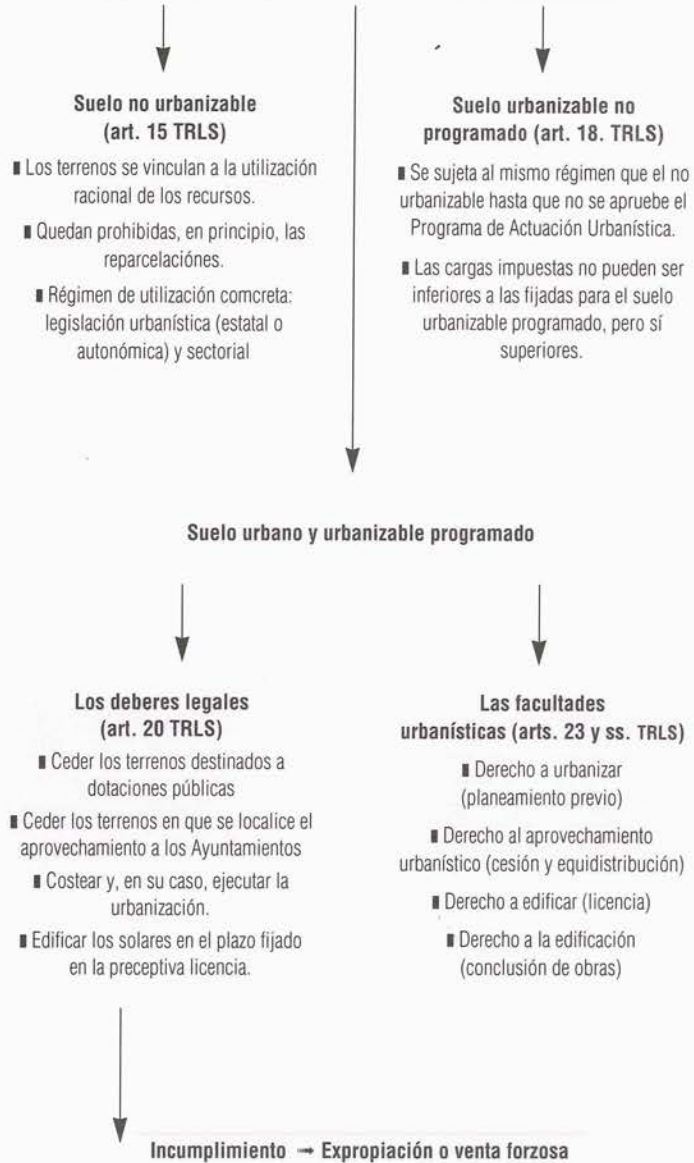 Suelo no urbanizable
(art. 15 TRLS)
∎ Los terrenos se vinculan a la utilización
racional de los recursos.
∎ Quedan prohibidas, en principio, las
reparcelaciónes.
∎ Régimen de utilización comcreta:
legislación urbanística (estatal o
autonómica) y sectorial
Suelo urbanizable no
programado (art. 18. TRLS)
∎ Se sujeta al mismo régimen que el no
urbanizable hasta que no se apruebe el
Programa de Actuación Urbanística.
∎ Las cargas impuestas no pueden ser
inferiores a las fijadas para el suelo
urbanizable programado, pero sí
superiores.
Suelo urbano y urbanizable programado
Los deberes legales
(art. 20 TRLS)
∎ Ceder los terrenos destinados a
dotaciones públicas
∎ Ceder los terrenos en que se localice el
aprovechamiento a los Ayuntamientos
∎ Costear y, en su caso, ejecutar la
urbanización.
∎ Edificar los solares en el plazo fijado
en la preceptiva licencia.
Las facultades
urbanísticas (arts. 23 y ss. TRLS)
∎ Derecho a urbanizar
(planeamiento previo)
∎ Derecho al aprovechamiento
urbanístico (cesión y equidistribución)
∎ Derecho a edificar (licencia)
∎ Derecho a la edificación
(conclusión de obras)
Incumplimiento → Expropiación o venta forzosa